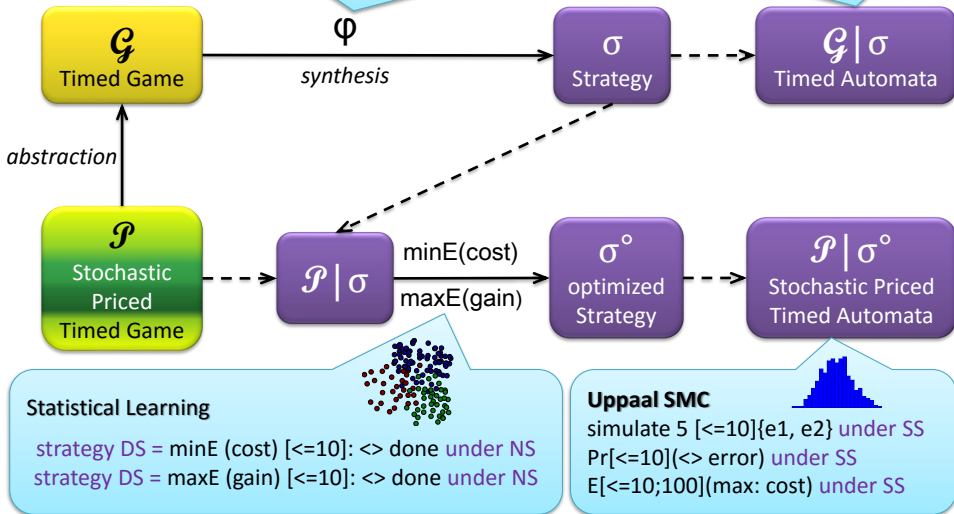 𝒢
Timed Game
φ
synthesis
σ
Strategy
𝒢|σ
Timed Automata
abstraction
𝒫
Stochastic
Priced
Timed Game
𝒫|σ
minE(cost)
maxE(gain)
σ°
optimized
Strategy
𝒫|σ°
Stochastic Priced
Timed Automata
Statistical Learning
strategy DS = minE (cost) [<=10]: <> done under NS
strategy DS = maxE (gain) [<=10]: <> done under NS
Uppaal SMC
simulate 5 [<=10]{e1, e2} under SS
Pr[<=10](<> error) under SS
E[<=10;100](max: cost) under SS